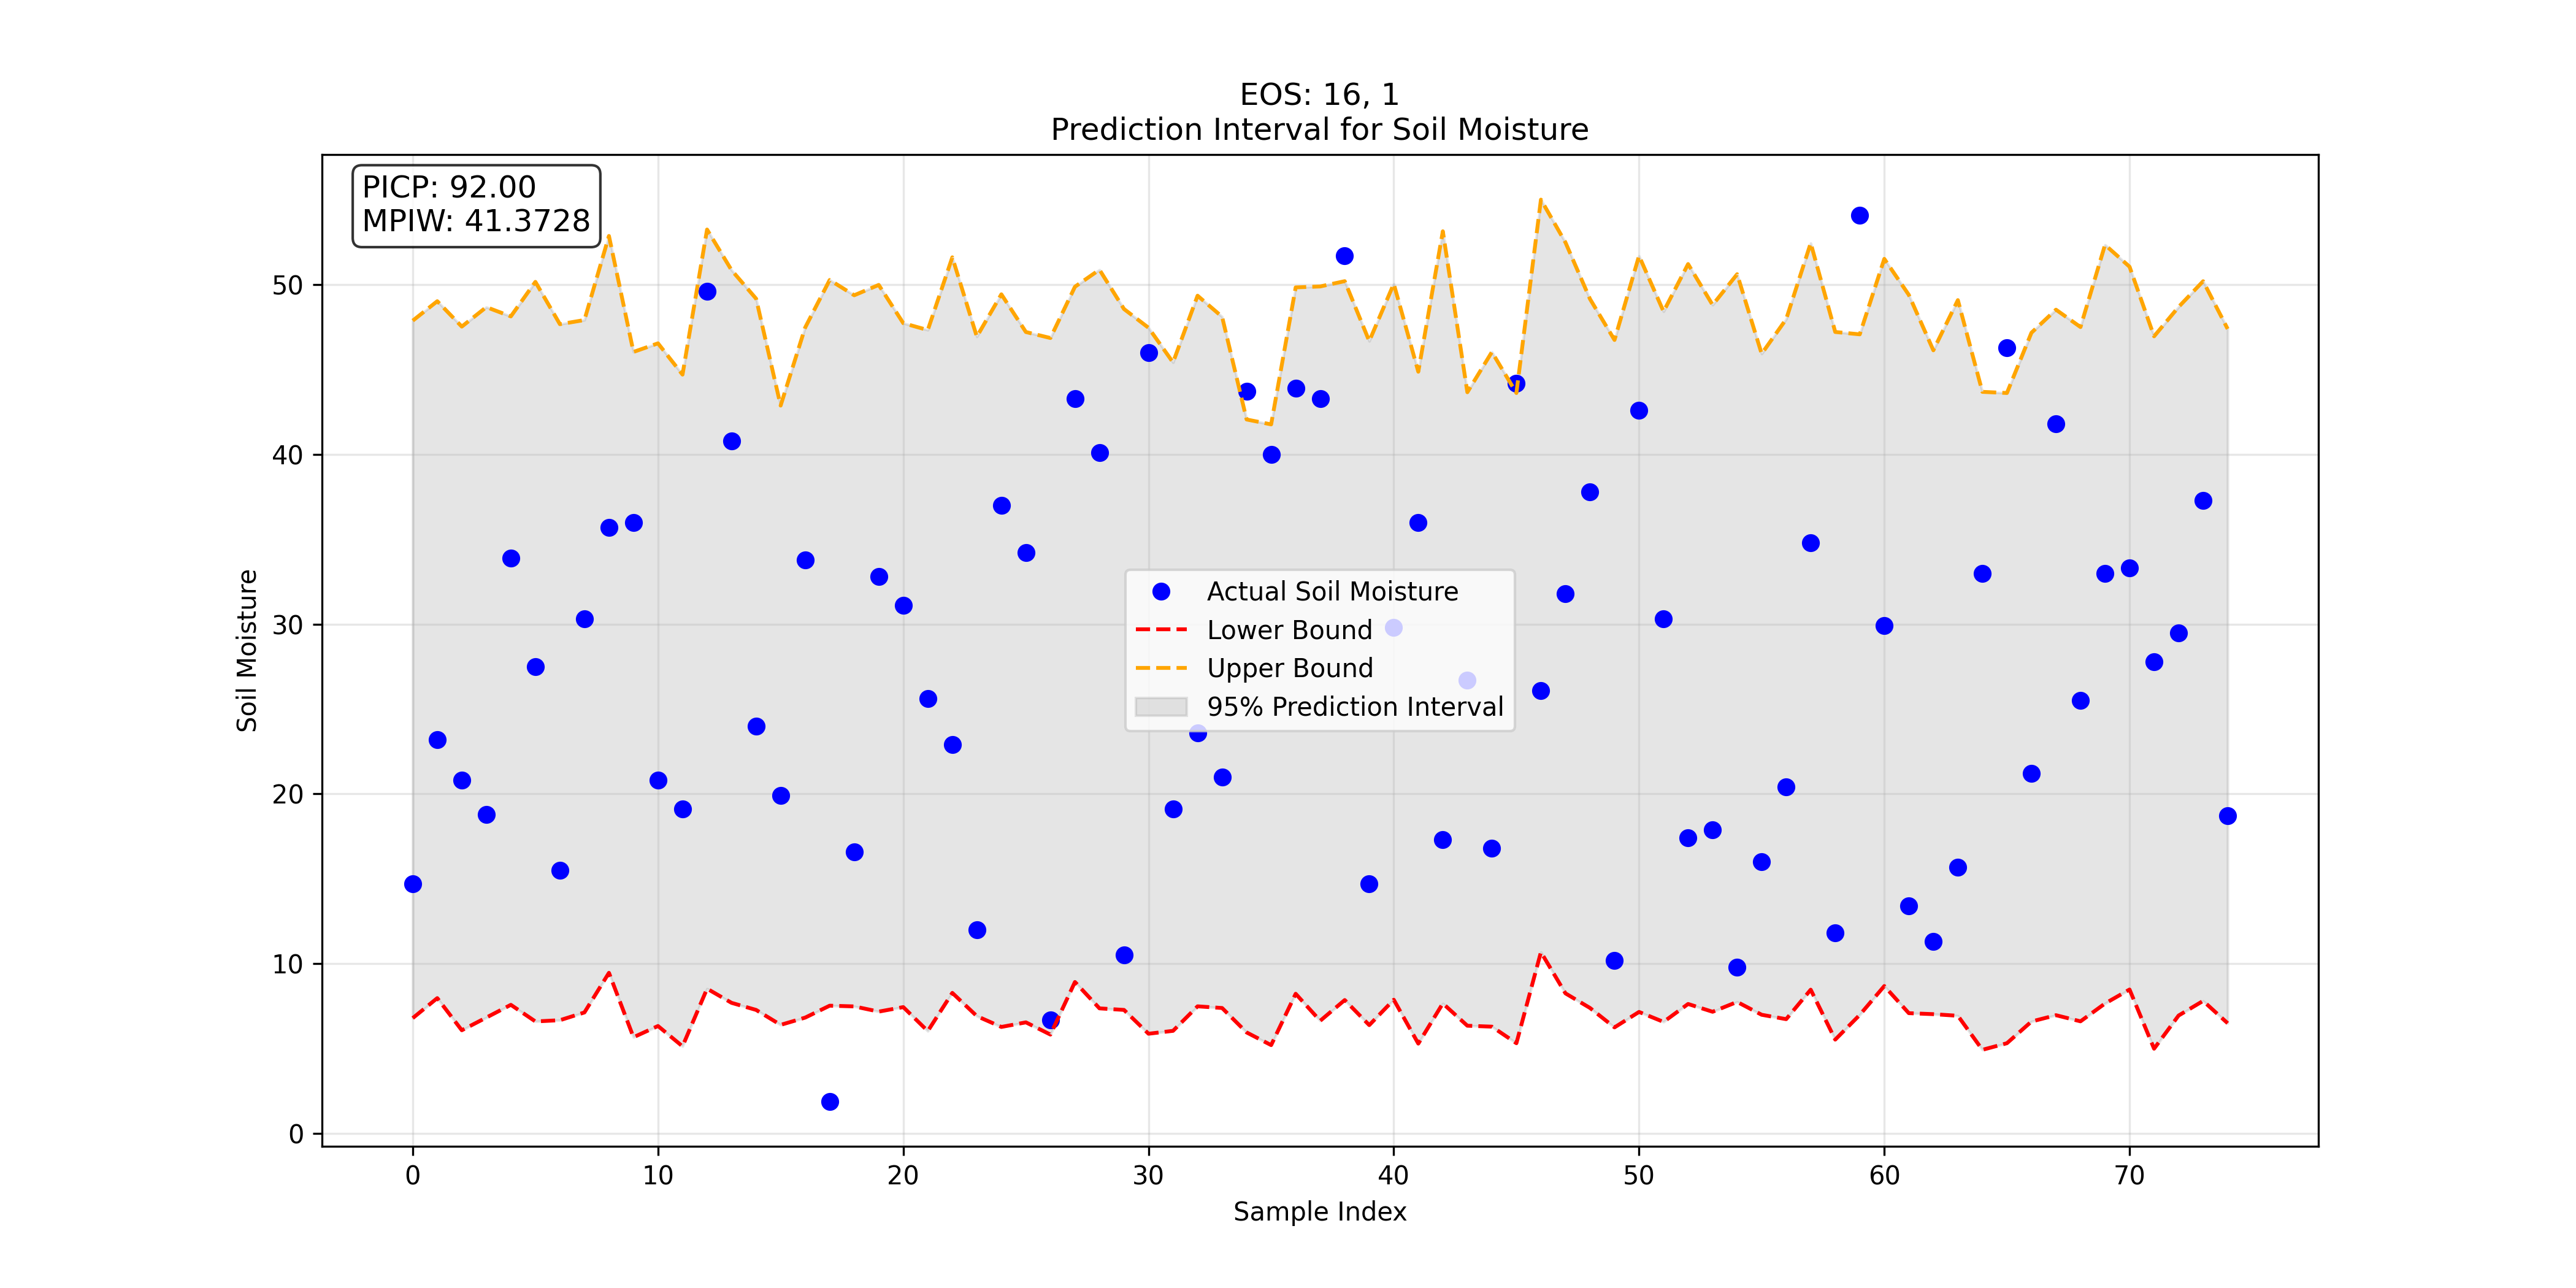 EOS: 16, 1
Prediction Interval for Soil Moisture
PICP: 92.00
MPIW: 41.3728
50
40
30
20
10
0
Soil Moisture
Actual Soil Moisture
Lower Bound
Upper Bound
95% Prediction Interval
0 10 20 30 40 50 60 70
Sample Index